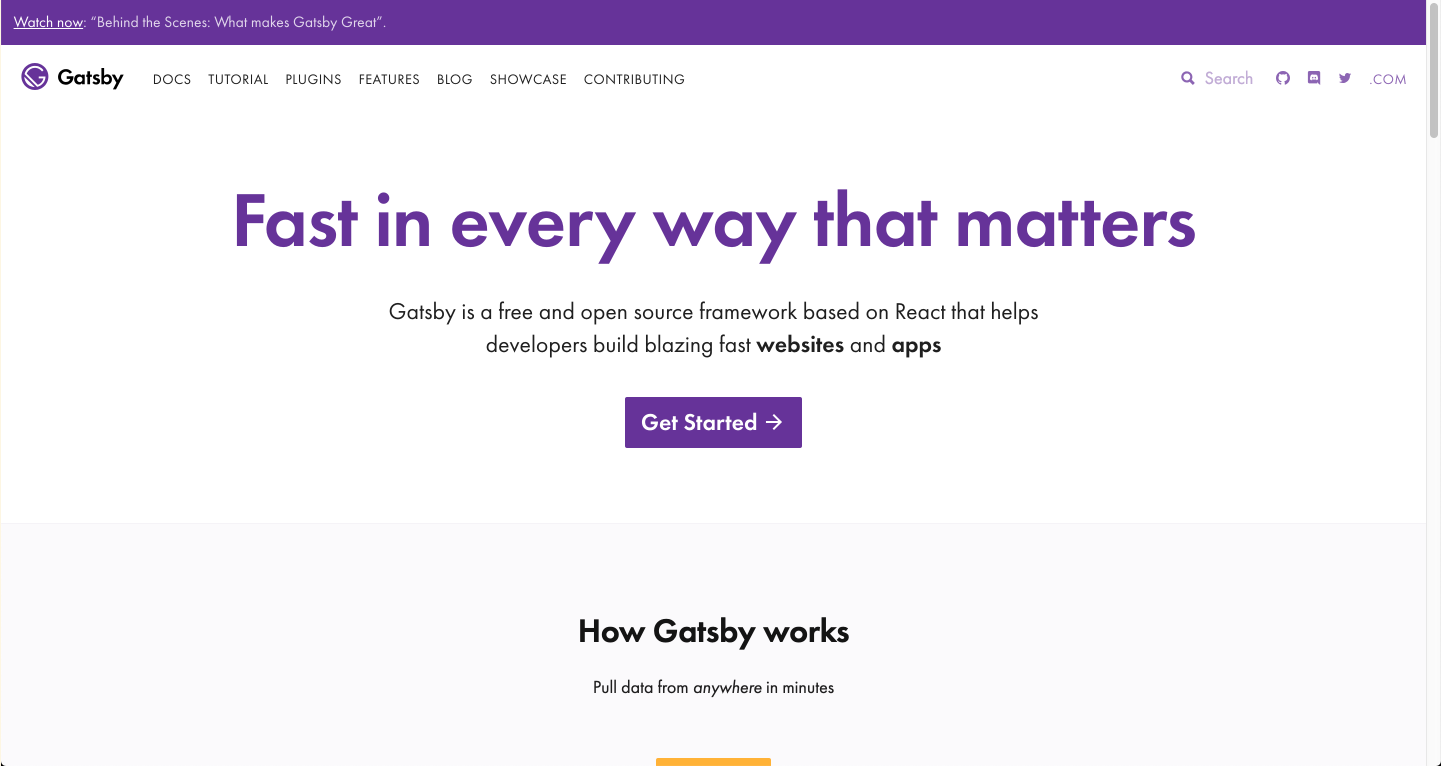 Watch now: “Behind the Scenes: What makes Gatsby Great”.
Gatsby DOCS TUTORIAL PLUGINS FEATURES BLOG SHOWCASE CONTRIBUTING Search .COM
Fast in every way that matters
Gatsby is a free and open source framework based on React that helps
developers build blazing fast websites and apps
Get Started →
How Gatsby works
Pull data from anywhere in minutes